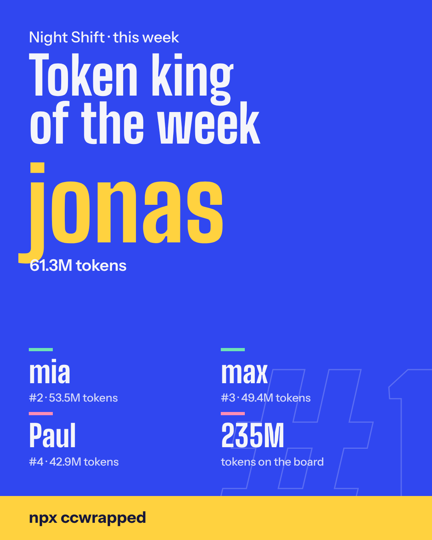 Night Shift · this week
Token king
of the week
jonas
61.3M tokens
mia
#2 · 53.5M tokens
max
#3 · 49.4M tokens
Paul
#4 · 42.9M tokens
235M
tokens on the board
#1
npx ccwrapped